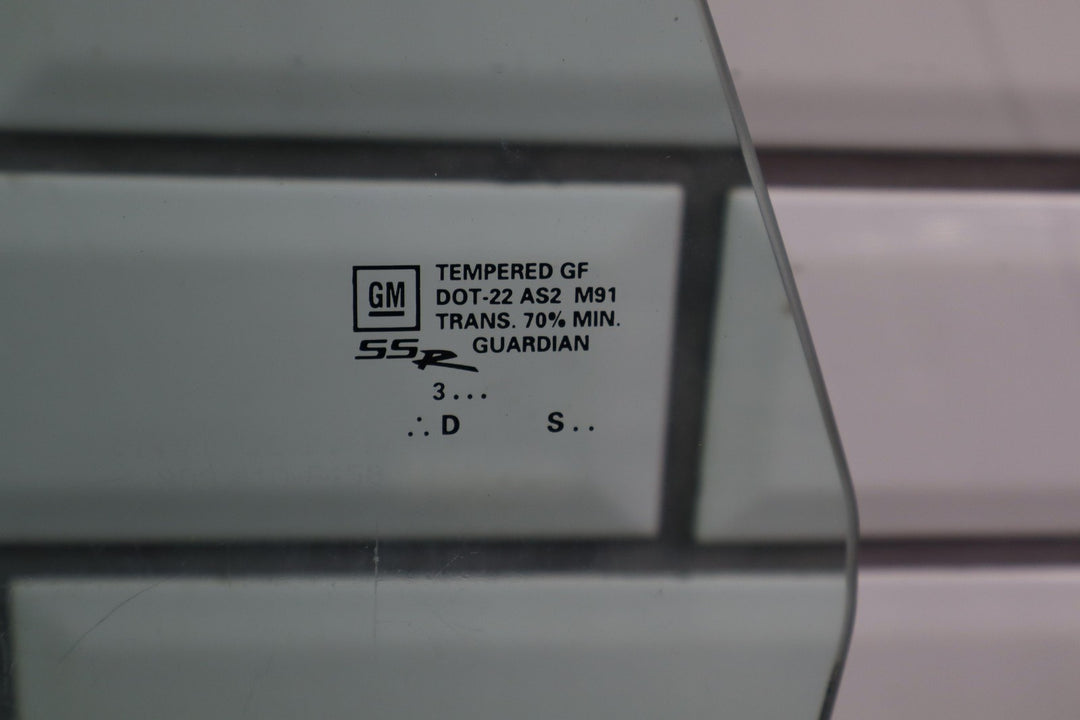 GM
TEMPERED GF
DOT-22 AS2 M91
TRANS. 70% MIN.
SSR GUARDIAN
3...
∴ D S..